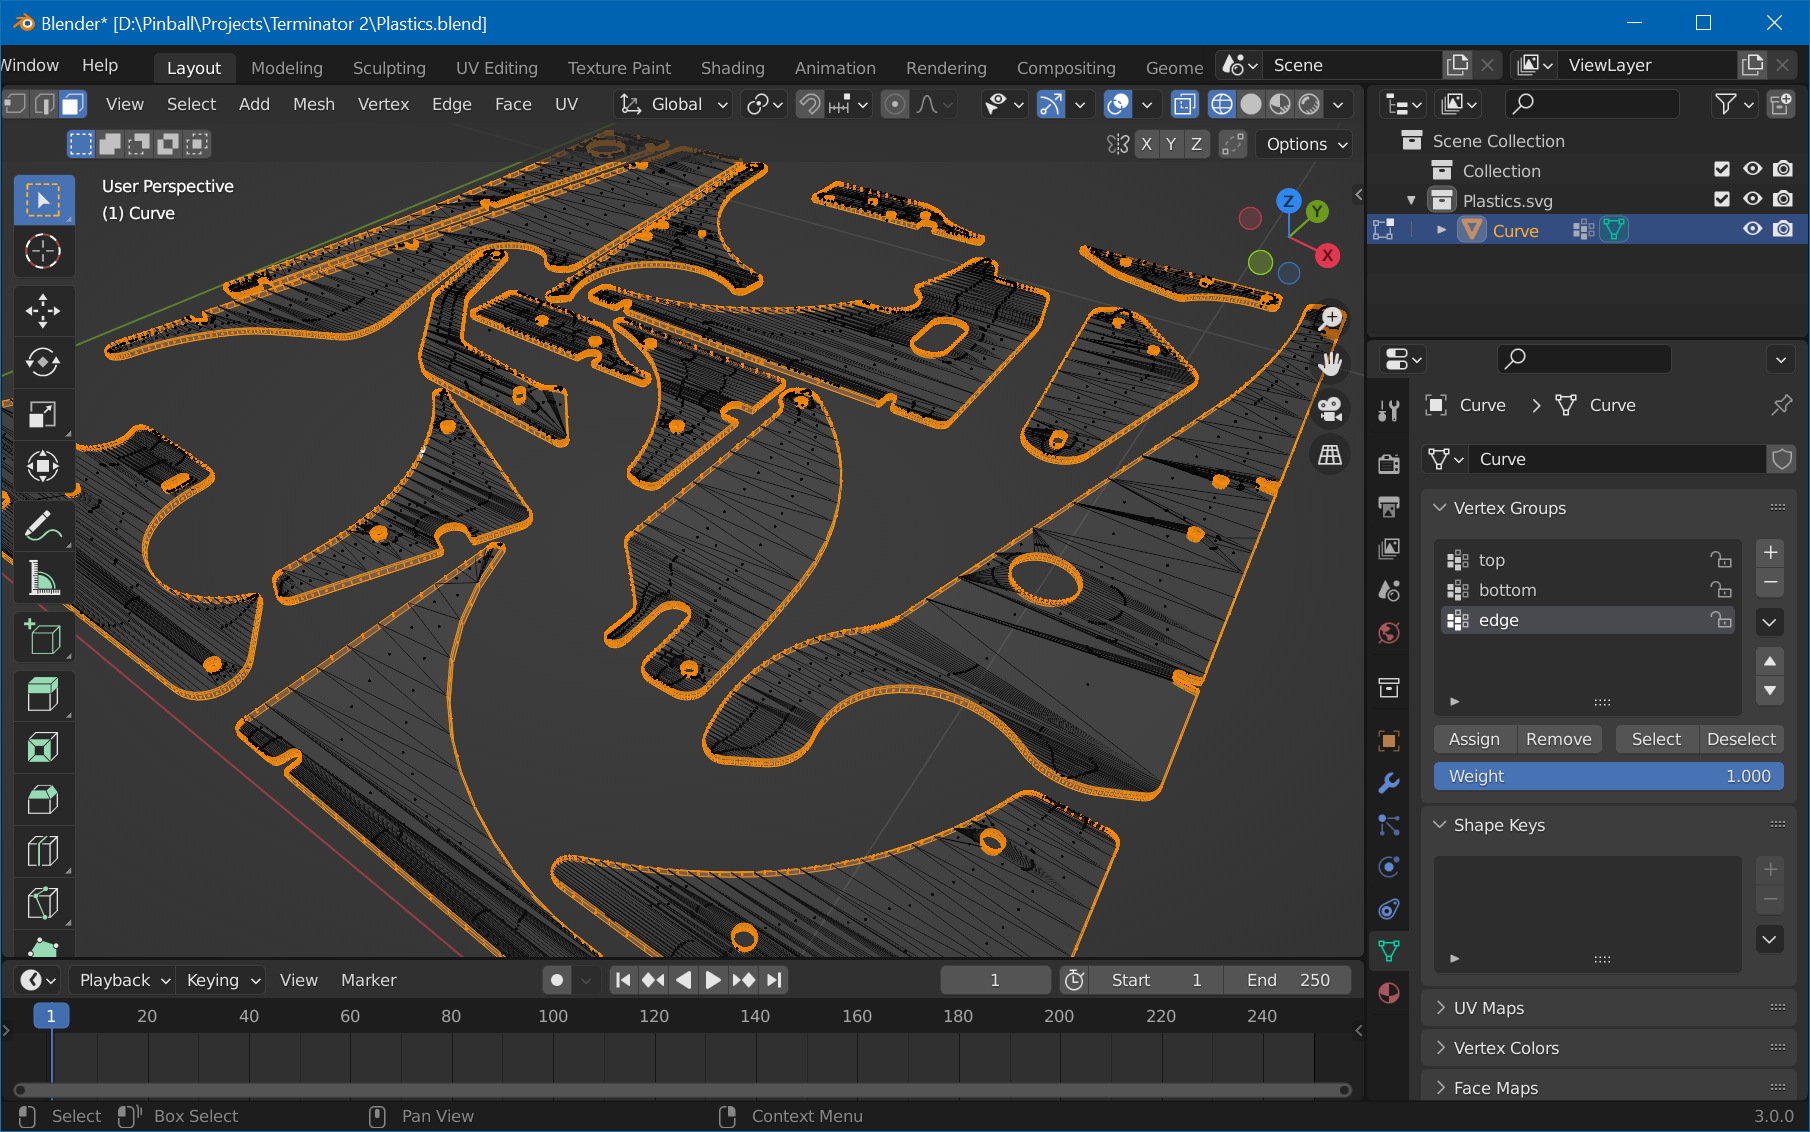 Blender* [D:\Pinball\Projects\Terminator 2\Plastics.blend]
Window Help Layout Modeling Sculpting UV Editing Texture Paint Shading Animation Rendering Compositing Geome Scene ViewLayer
View Select Add Mesh Vertex Edge Face UV Global
X Y Z Options
User Perspective
(1) Curve
Z
Y
X
Scene Collection
Collection
Plastics.svg
Curve
Curve > Curve
Curve
Vertex Groups
top
bottom
edge
Assign Remove Select Deselect
Weight 1.000
Shape Keys
UV Maps
Vertex Colors
Face Maps
Playback Keying View Marker 1 Start 1 End 250
1 20 40 60 80 100 120 140 160 180 200 220 240
Select Box Select Pan View Context Menu 3.0.0